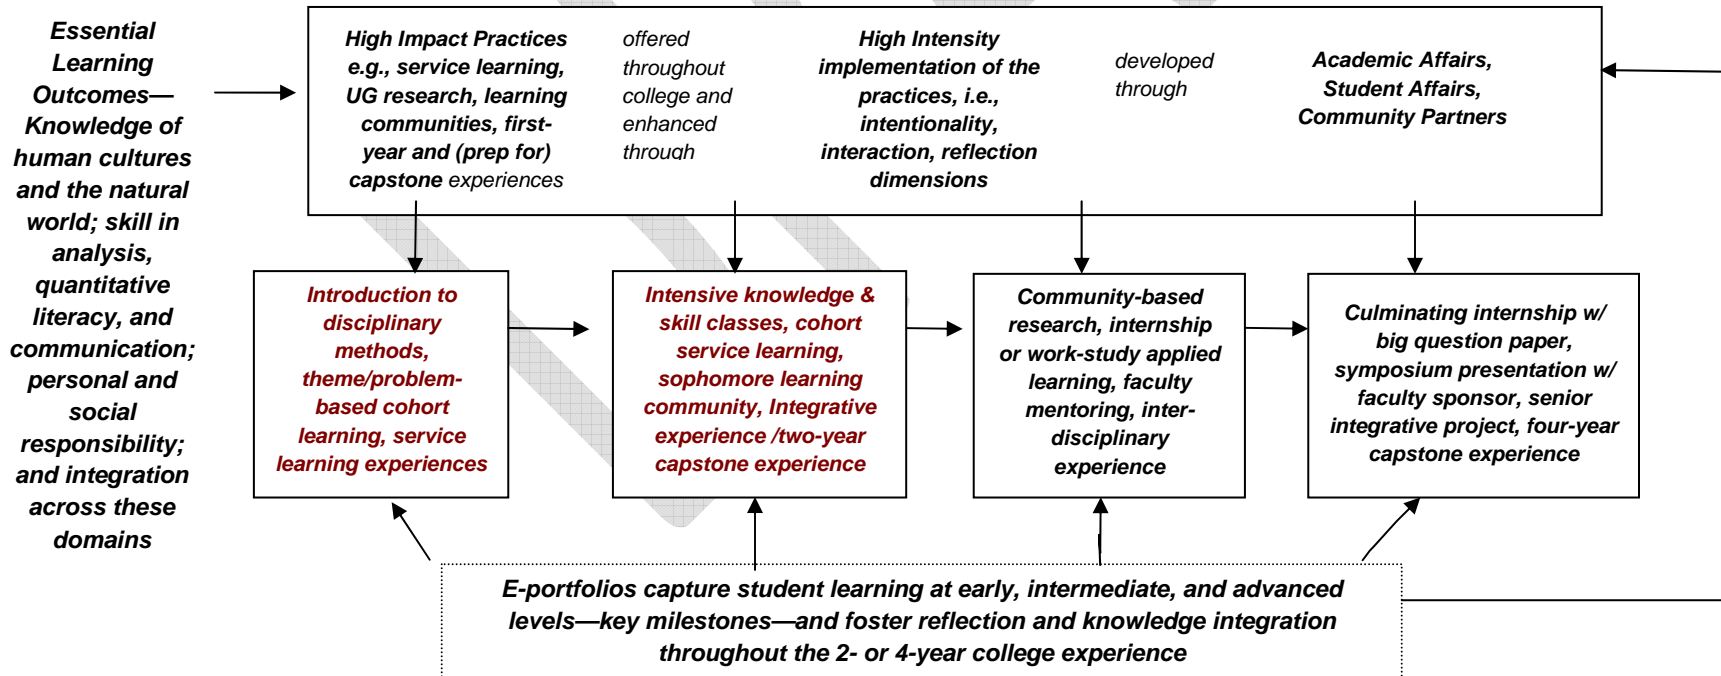 Essential
Learning
Outcomes—
Knowledge of
human cultures
and the natural
world; skill in
analysis,
quantitative
literacy, and
communication;
personal and
social
responsibility;
and integration
across these
domains
High Impact Practices
e.g., service learning,
UG research, learning
communities, first-
year and (prep for)
capstone experiences
offered
throughout
college and
enhanced
through
High Intensity
implementation of the
practices, i.e.,
intentionality,
interaction, reflection
dimensions
developed
through
Academic Affairs,
Student Affairs,
Community Partners
Introduction to
disciplinary
methods,
theme/problem-
based cohort
learning, service
learning experiences
Intensive knowledge &
skill classes, cohort
service learning,
sophomore learning
community, Integrative
experience /two-year
capstone experience
Community-based
research, internship
or work-study applied
learning, faculty
mentoring, inter-
disciplinary
experience
Culminating internship w/
big question paper,
symposium presentation w/
faculty sponsor, senior
integrative project, four-year
capstone experience
E-portfolios capture student learning at early, intermediate, and advanced
levels—key milestones—and foster reflection and knowledge integration
throughout the 2- or 4-year college experience